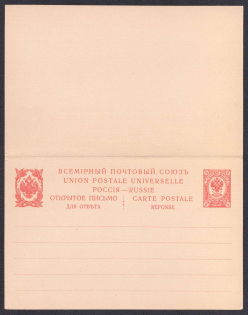 ВСЕМІРНЫЙ ПОЧТОВЫЙ СОЮЗЪ
UNION POSTALE UNIVERSELLE
РОССІЯ—RUSSIE
ОТКРЫТОЕ ПИСЬМО CARTE POSTALE
ДЛЯ ОТВѢТА RÉPONSE